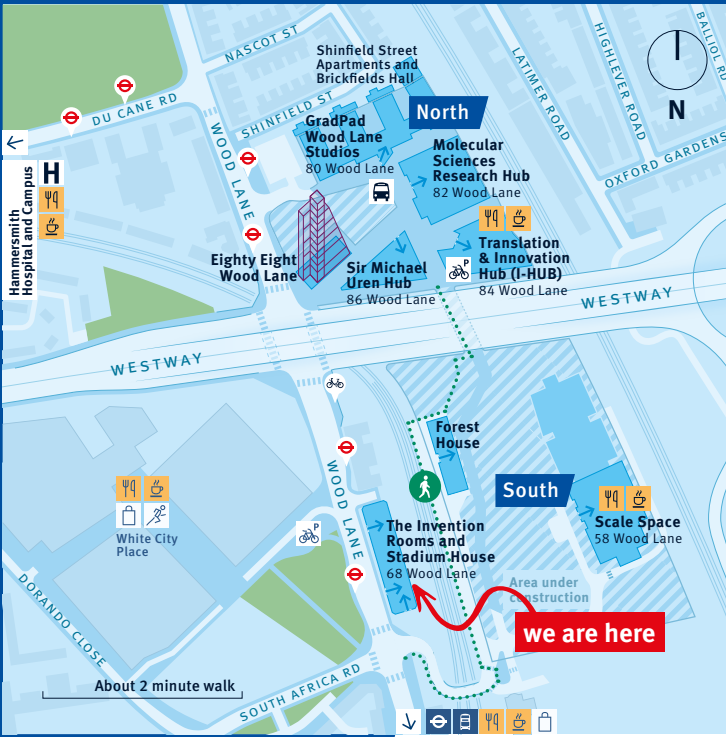 NASCOT ST
Shinfield Street
Apartments and
Brickfields Hall
LATIMER ROAD
HIGHLEVER ROAD
BALLIOL RD
N
DU CANE RD
SHINFIELD ST
WOOD LANE
North
GradPad
Wood Lane
Studios
80 Wood Lane
Molecular
Sciences
Research Hub
82 Wood Lane
OXFORD GARDENS
H
Hammersmith
Hospital and Campus
Eighty Eight
Wood Lane
Sir Michael
Uren Hub
86 Wood Lane
P
Translation
& Innovation
Hub (I-HUB)
84 Wood Lane
WESTWAY
WESTWAY
Forest
House
WOOD LANE
South
Scale Space
58 Wood Lane
P
The Invention
Rooms and
Stadium House
68 Wood Lane
White City
Place
Area under
construction
we are here
DORANDO CLOSE
About 2 minute walk
SOUTH AFRICA RD